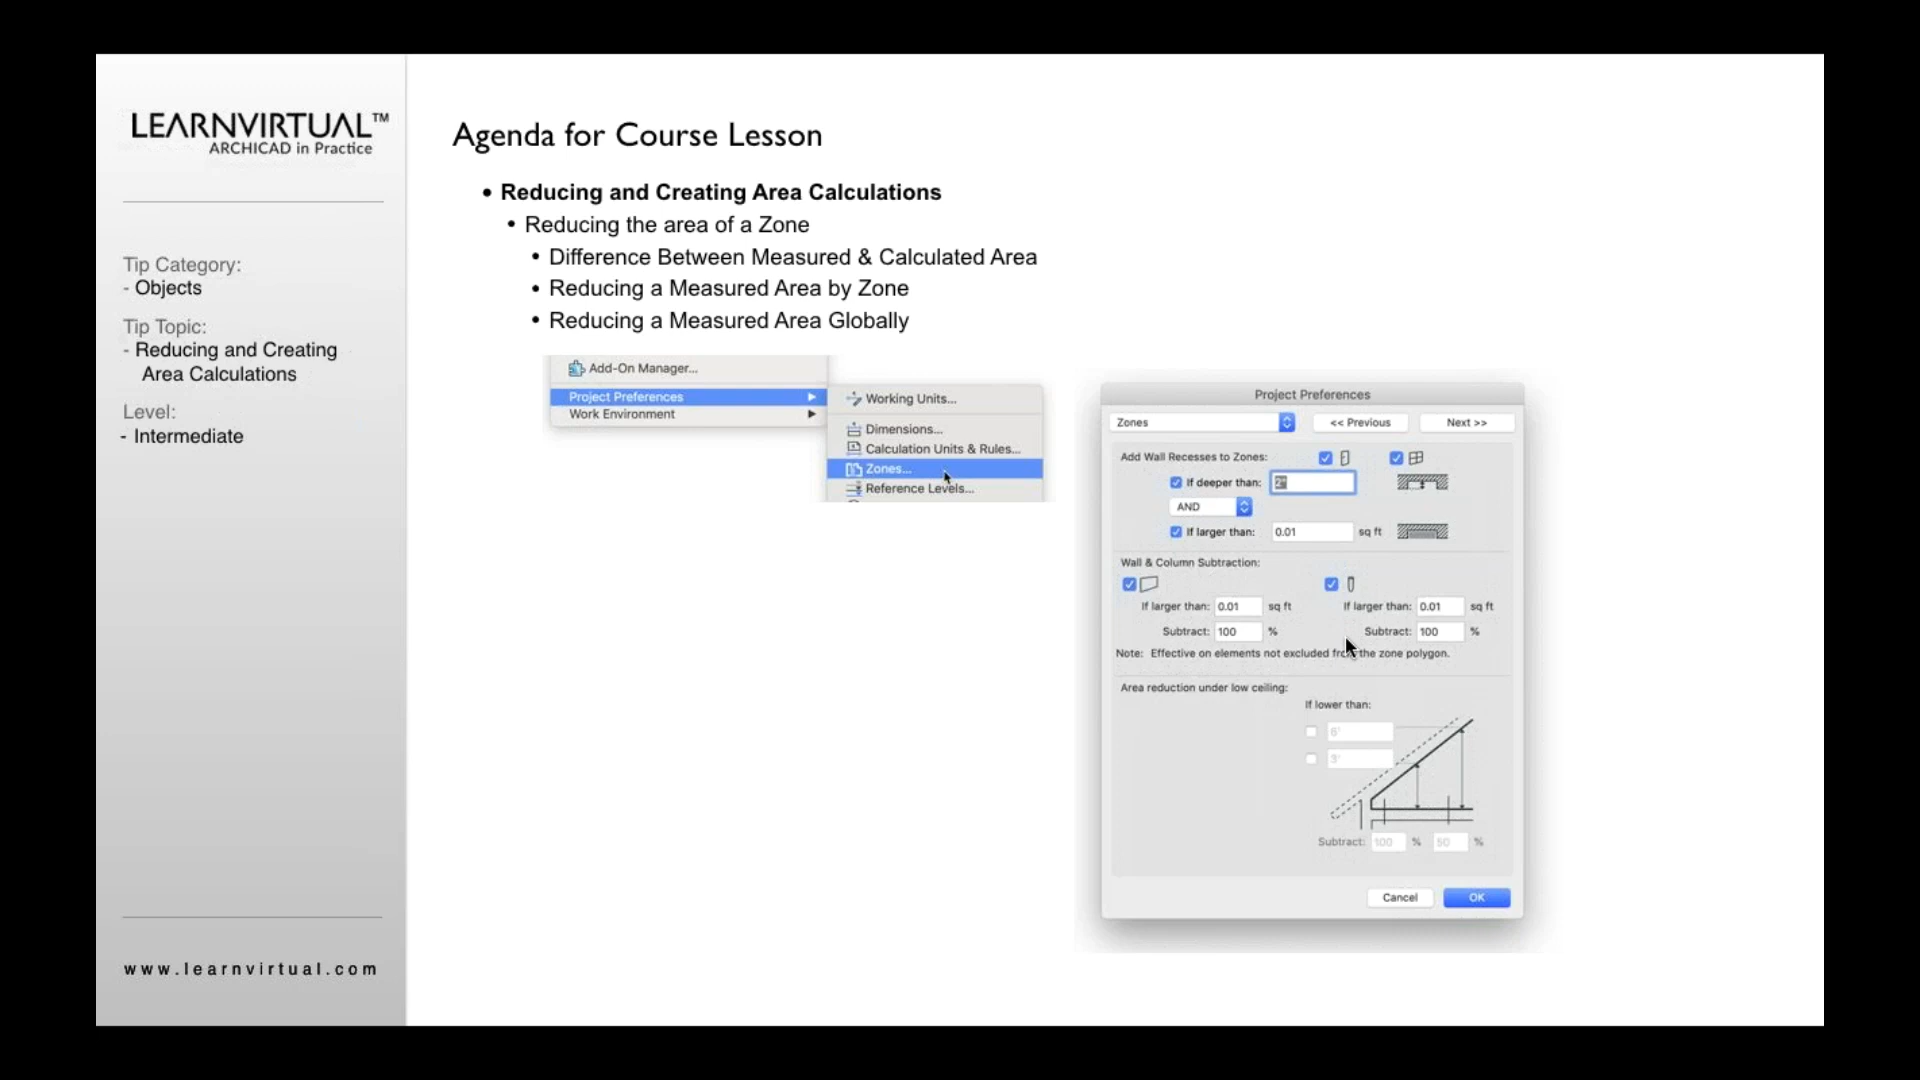 LEARNVIRTUAL™
ARCHICAD in Practice
Tip Category:
- Objects
Tip Topic:
- Reducing and Creating
Area Calculations
Level:
- Intermediate
www.learnvirtual.com
Agenda for Course Lesson
• Reducing and Creating Area Calculations
• Reducing the area of a Zone
• Difference Between Measured & Calculated Area
• Reducing a Measured Area by Zone
• Reducing a Measured Area Globally
Add-On Manager...
Project Preferences
Work Environment
Working Units...
Dimensions...
Calculation Units & Rules...
Zones...
Reference Levels...
Project Preferences
Zones << Previous Next >>
Add Wall Recesses to Zones:
If deeper than: 2"
AND
If larger than: 0.01 sq ft
Wall & Column Subtraction:
If larger than: 0.01 sq ft If larger than: 0.01 sq ft
Subtract: 100 % Subtract: 100 %
Note: Effective on elements not excluded from the zone polygon.
Area reduction under low ceiling:
If lower than:
6'
3'
Subtract: 100 % 50 %
Cancel OK